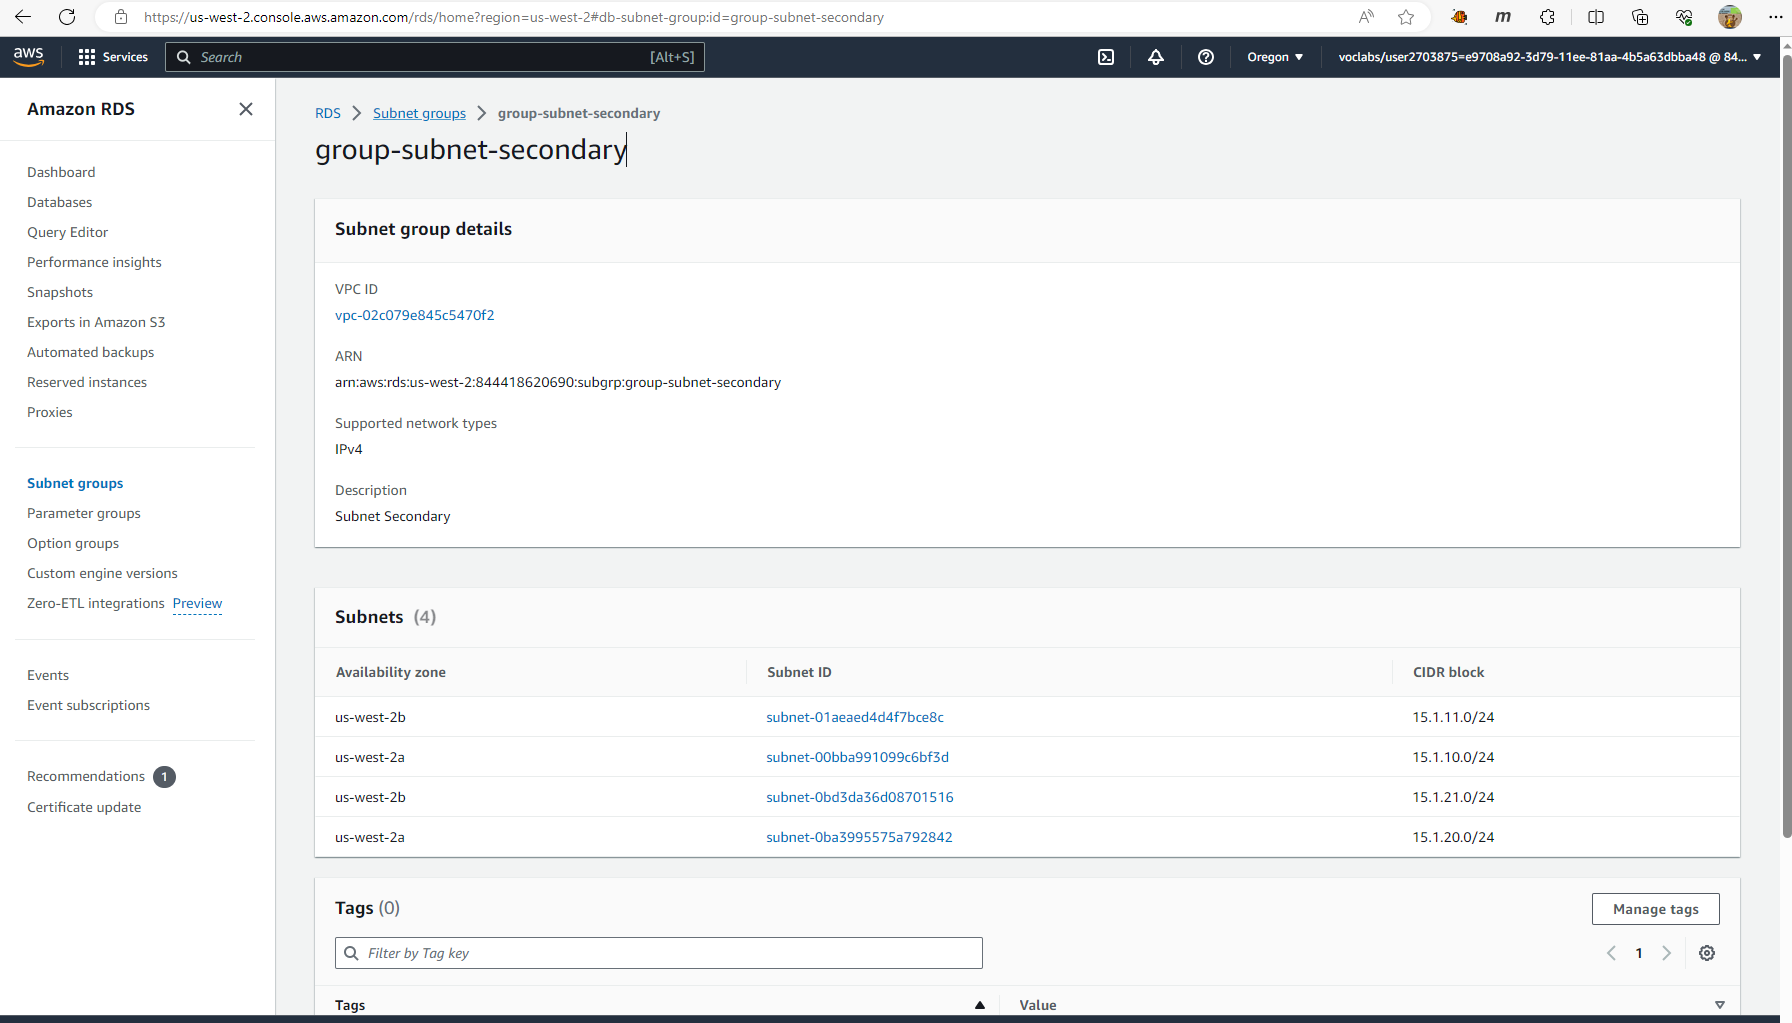 https://us-west-2.console.aws.amazon.com/rds/home?region=us-west-2#db-subnet-group:id=group-subnet-secondary
aws
Services
Search
[Alt+S]
Oregon
voclabs/user2703875=e9708a92-3d79-11ee-81aa-4b5a63dbba48 @ 84...
Amazon RDS
Dashboard
Databases
Query Editor
Performance insights
Snapshots
Exports in Amazon S3
Automated backups
Reserved instances
Proxies
Subnet groups
Parameter groups
Option groups
Custom engine versions
Zero-ETL integrations Preview
Events
Event subscriptions
Recommendations 1
Certificate update
RDS > Subnet groups > group-subnet-secondary
group-subnet-secondary
Subnet group details
VPC ID
vpc-02c079e845c5470f2
ARN
arn:aws:rds:us-west-2:844418620690:subgrp:group-subnet-secondary
Supported network types
IPv4
Description
Subnet Secondary
Subnets (4)
Availability zone Subnet ID CIDR block
us-west-2b subnet-01aeaed4d4f7bce8c 15.1.11.0/24
us-west-2a subnet-00bba991099c6bf3d 15.1.10.0/24
us-west-2b subnet-0bd3da36d08701516 15.1.21.0/24
us-west-2a subnet-0ba3995575a792842 15.1.20.0/24
Tags (0)
Manage tags
Filter by Tag key
1
Tags Value